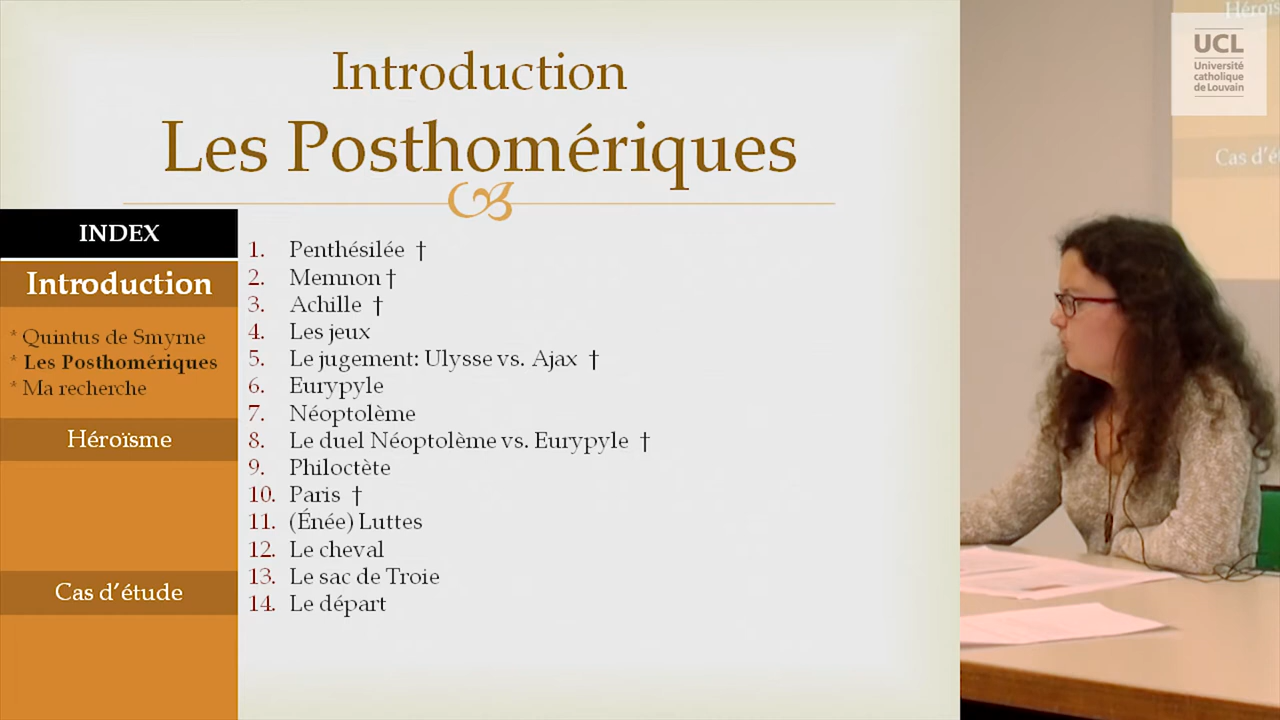 Introduction
Les Posthomériques
INDEX
Introduction
* Quintus de Smyrne
* Les Posthomériques
* Ma recherche
Héroïsme
Cas d'étude
1. Penthésilée †
2. Memnon †
3. Achille †
4. Les jeux
5. Le jugement: Ulysse vs. Ajax †
6. Eurypyle
7. Néoptolème
8. Le duel Néoptolème vs. Eurypyle †
9. Philoctète
10. Paris †
11. (Énée) Luttes
12. Le cheval
13. Le sac de Troie
14. Le départ
UCL
Université
catholique
de Louvain